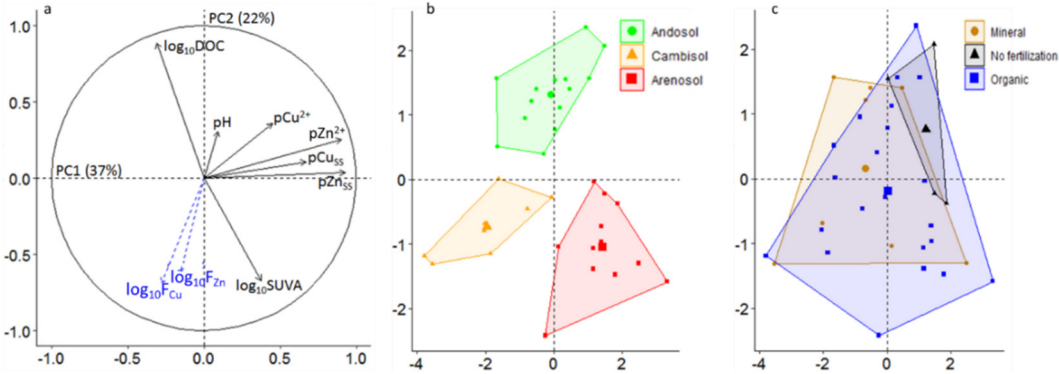 a
PC2 (22%)
1.0
0.5
0.0
-0.5
-1.0
-1.0
-0.5
0.0
0.5
1.0
PC1 (37%)
log10DOC
pH
pCu2+
pZn2+
pCuSS
pZnSS
log10FCu
log10FZn
log10SUVA
b
Andosol
Cambisol
Arenosol
2
1
0
-1
-2
-4
-2
0
2
4
c
Mineral
No fertilization
Organic
2
1
0
-1
-2
-4
-2
0
2
4